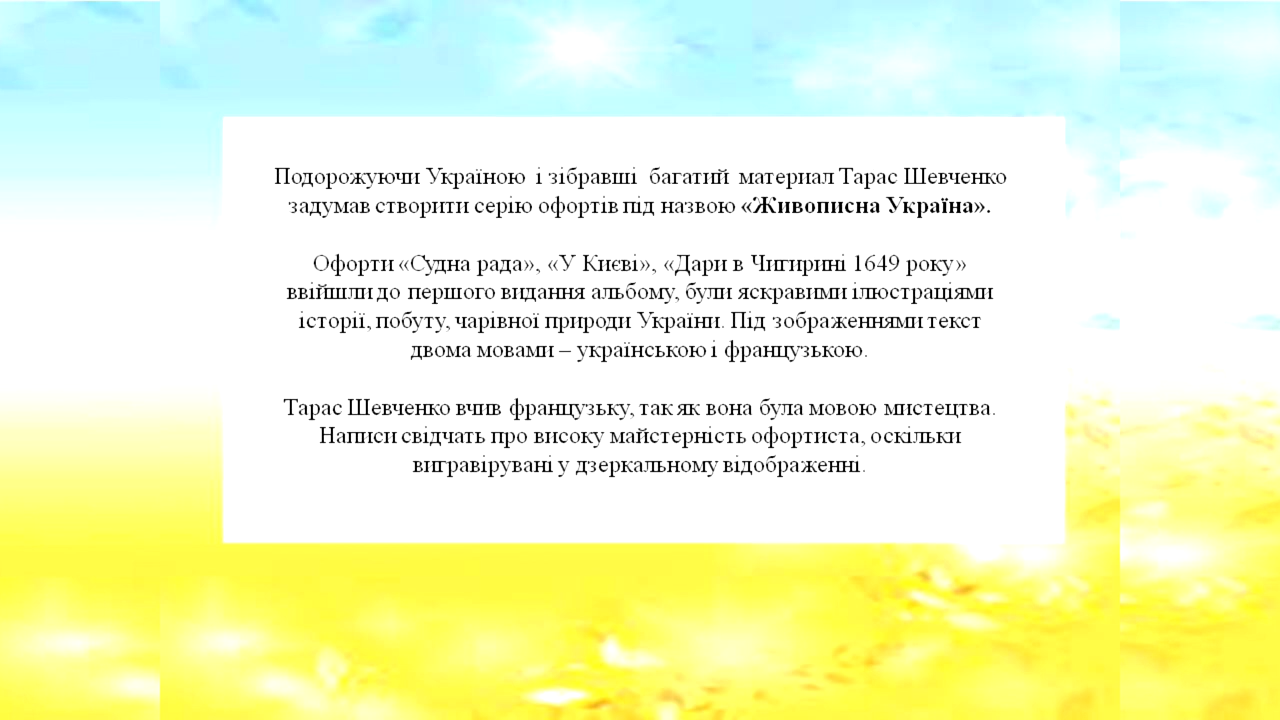 Подорожуючи Україною і зібравші багатий материал Тарас Шевченко
задумав створити серію офортів під назвою «Живописна Україна».
Офорти «Судна рада», «У Києві», «Дари в Чигирині 1649 року»
ввійшли до першого видання альбому, були яскравими ілюстраціями
історії, побуту, чарівної природи України. Під зображеннями текст
двома мовами – українською і французькою.
Тарас Шевченко вчив французьку, так як вона була мовою мистецтва.
Написи свідчать про високу майстерність офортиста, оскільки
вигравірувані у дзеркальному відображенні.